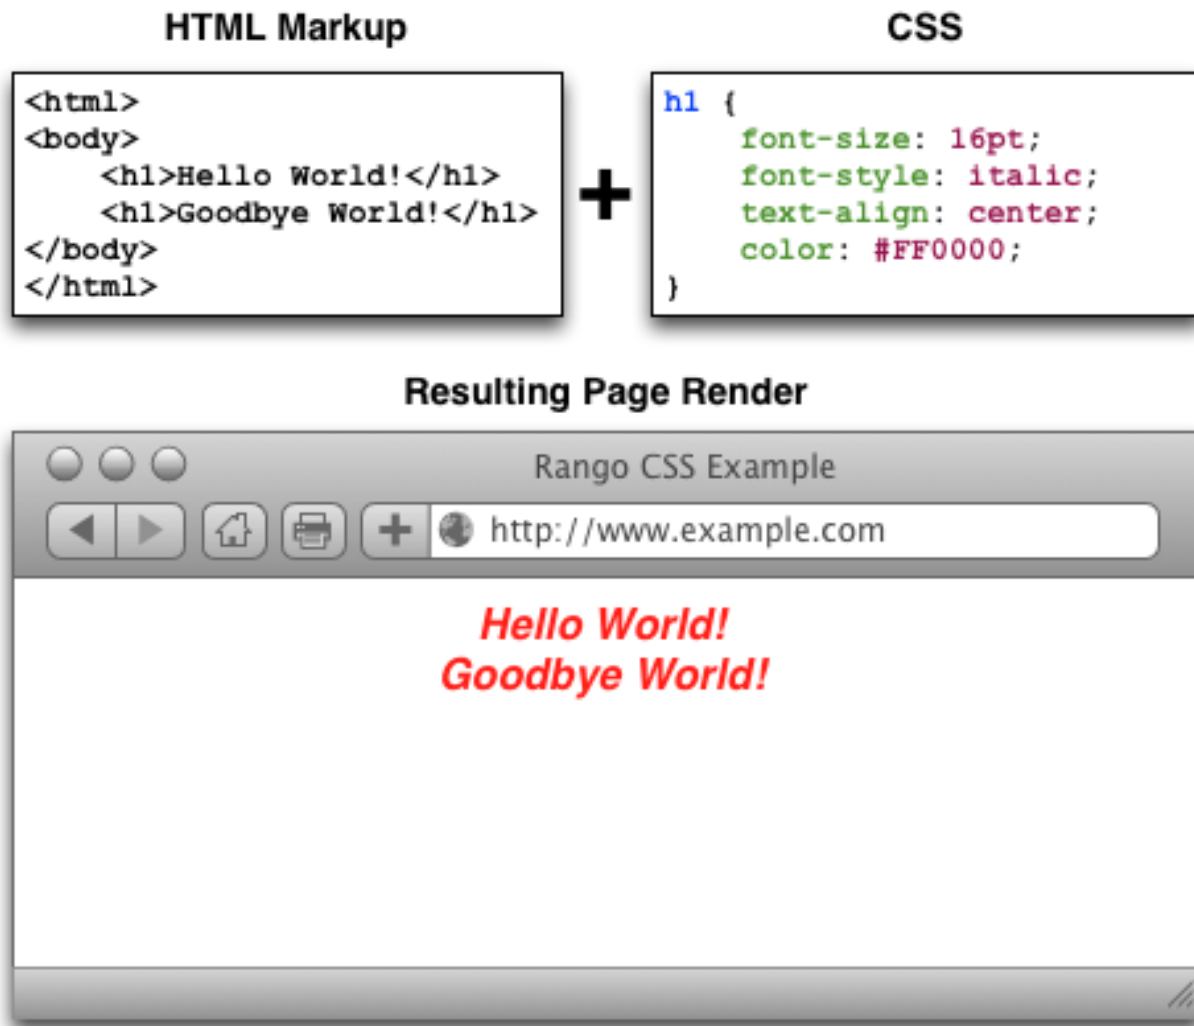 HTML Markup
<html>
<body>
    <h1>Hello World!</h1>
    <h1>Goodbye World!</h1>
</body>
</html>
CSS
h1 {
    font-size: 16pt;
    font-style: italic;
    text-align: center;
    color: #FF0000;
}
Resulting Page Render
Rango CSS Example
http://www.example.com
Hello World!
Goodbye World!